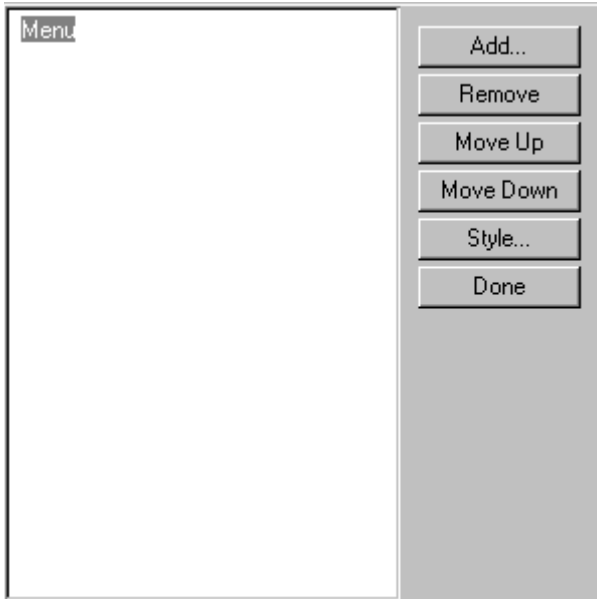 Menu
Add...
Remove
Move Up
Move Down
Style...
Done